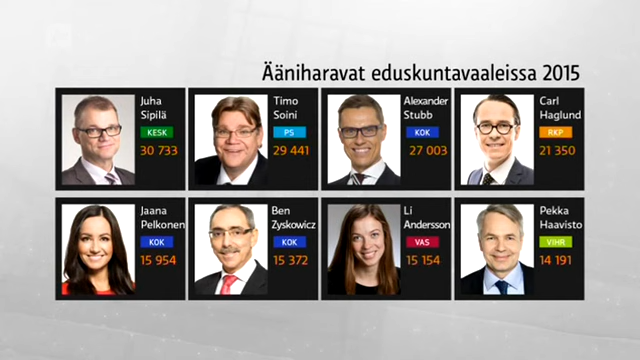 Ääniharavat eduskuntavaaleissa 2015
Juha
Sipilä
KESK
30 733
Timo
Soini
PS
29 441
Alexander
Stubb
KOK
27 003
Carl
Haglund
RKP
21 350
Jaana
Pelkonen
KOK
15 954
Ben
Zyskowicz
KOK
15 372
Li
Andersson
VAS
15 154
Pekka
Haavisto
VIHR
14 191